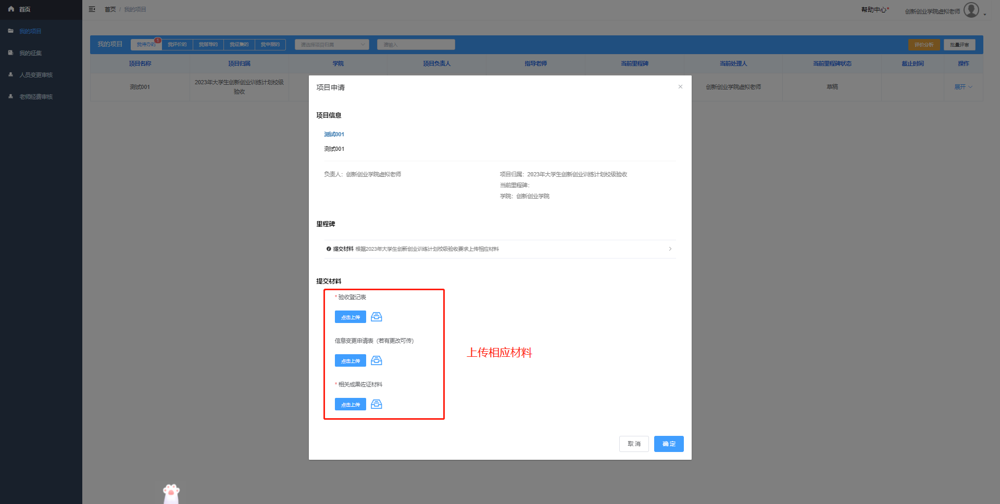 首页
我的项目
我的征集
人员变更审核
老师经费审核
首页 / 我的项目
帮助中心*
创新创业学院虚拟老师
我的项目
我待办的
1
我评价的
我指导的
我征集的
我申报的
请选择项目归属
请输入
评价分析
批量评审
项目名称 项目归属 学院 项目负责人 指导老师 当前里程碑 当前处理人 当前里程碑状态 截止时间 操作
测试001
2023年大学生创新创业训练计划校级
验收
创新创业学院虚拟老师
草稿
展开
项目申请
项目信息
测试001
测试001
负责人：创新创业学院虚拟老师
项目归属：2023年大学生创新创业训练计划校级验收
当前里程碑：
学院：创新创业学院
里程碑
提交材料 根据2023年大学生创新创业训练计划校级验收要求上传相应材料
提交材料
* 验收登记表
点击上传
信息变更申请表（若有更改可传）
点击上传
* 相关成果佐证材料
点击上传
上传相应材料
取消
确定